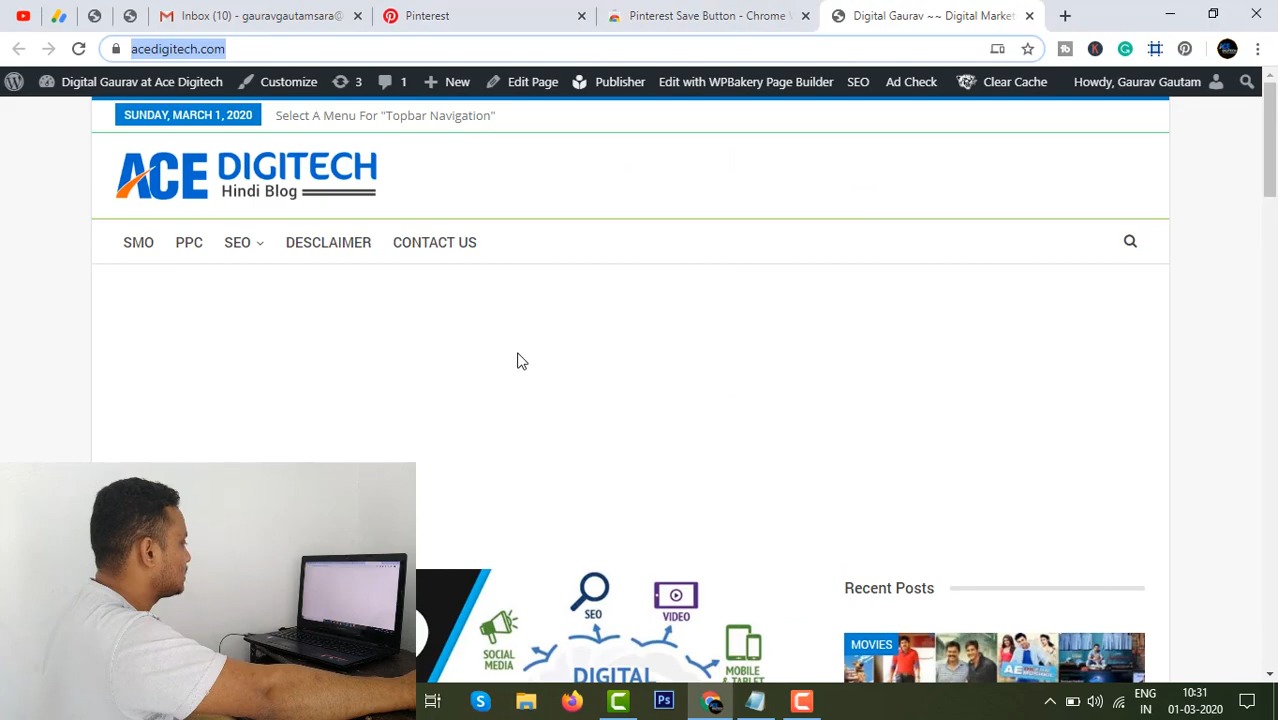 Inbox (10) - gauravgautamsara@
Pinterest
Pinterest Save Button - Chrome
Digital Gaurav ~~ Digital Market
acedigitech.com
Digital Gaurav at Ace Digitech
Customize
3
1
New
Edit Page
Publisher
Edit with WPBakery Page Builder
SEO
Ad Check
Clear Cache
Howdy, Gaurav Gautam
SUNDAY, MARCH 1, 2020
Select A Menu For "Topbar Navigation"
ACE DIGITECH
Hindi Blog
SMO
PPC
SEO
DESCLAIMER
CONTACT US
SEO
VIDEO
SOCIAL
MEDIA
MOBILE
& TABLET
DIGITAL
Recent Posts
MOVIES
ENG
IN
10:31
01-03-2020